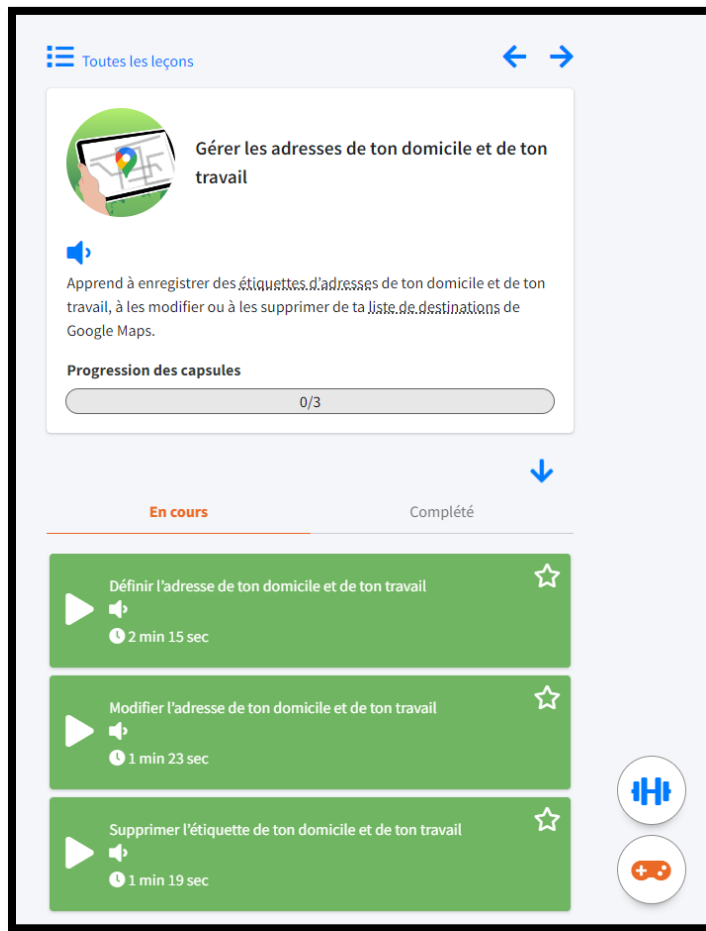 Toutes les leçons
Gérer les adresses de ton domicile et de ton
travail
Apprend à enregistrer des étiquettes d'adresses de ton domicile et de ton
travail, à les modifier ou à les supprimer de ta liste de destinations de
Google Maps.
Progression des capsules
0/3
En cours
Complété
Définir l'adresse de ton domicile et de ton travail
2 min 15 sec
Modifier l'adresse de ton domicile et de ton travail
1 min 23 sec
Supprimer l'étiquette de ton domicile et de ton travail
1 min 19 sec